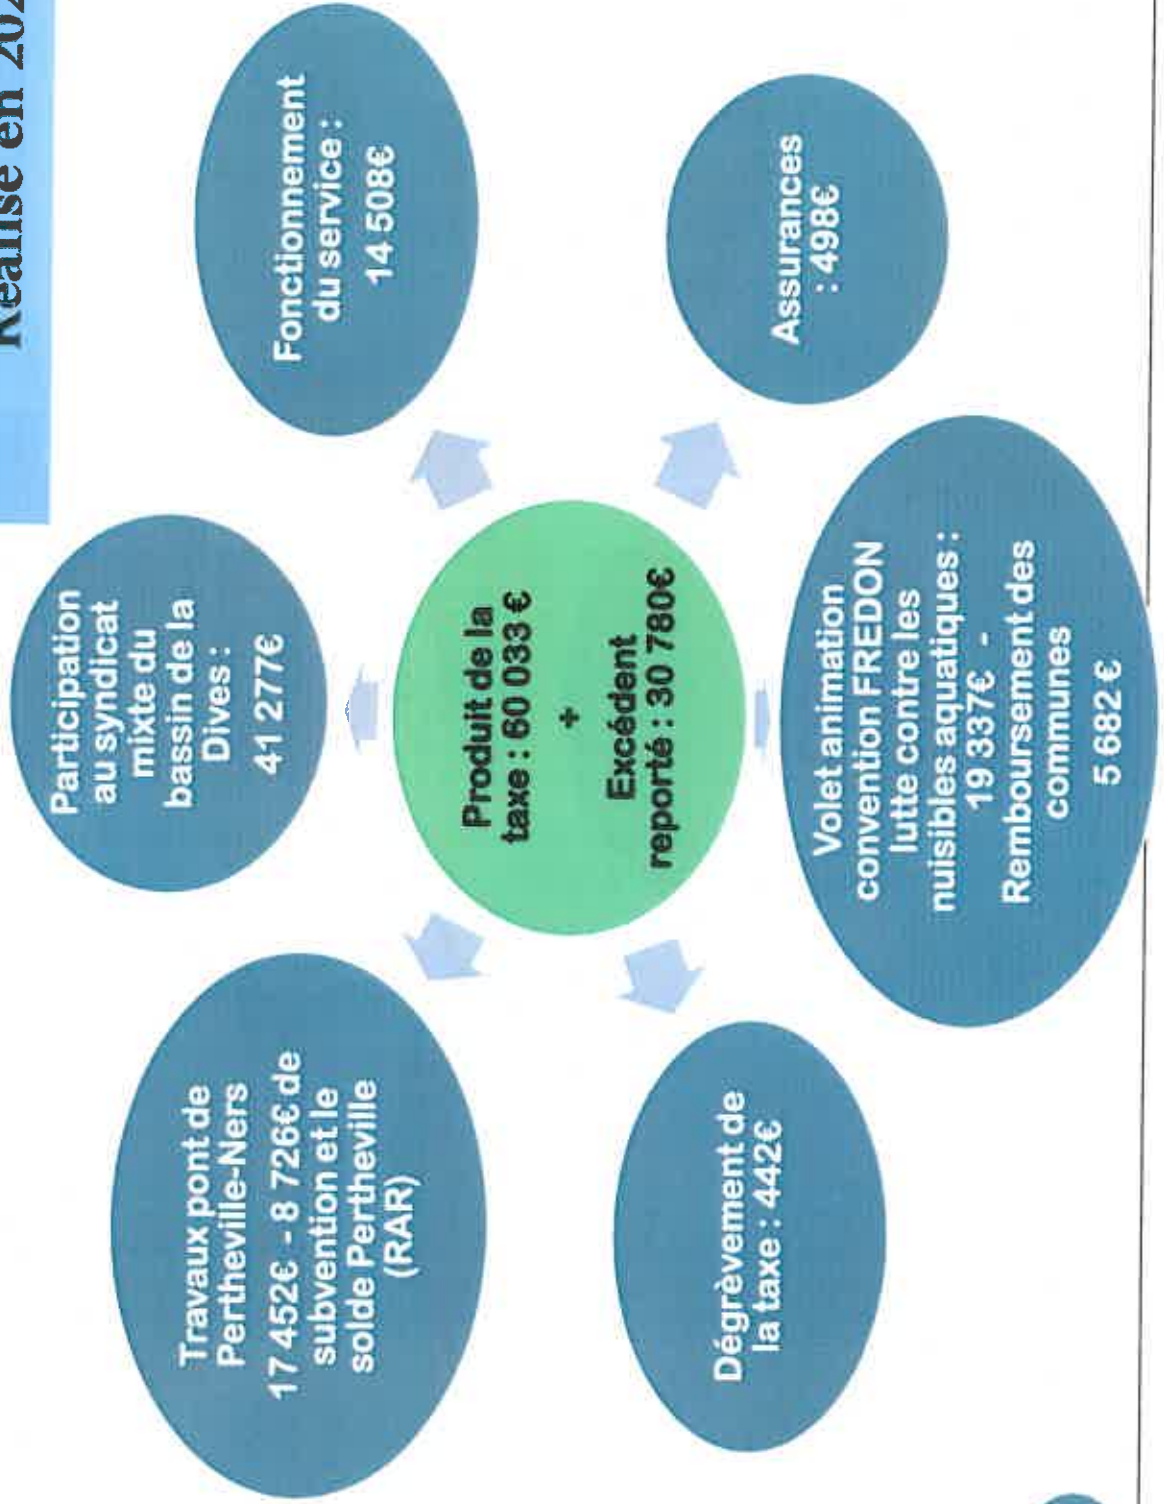 Réalisé en 202
Participation
au syndicat
mixte du
bassin de la
Dives :
41 277€
Fonctionnement
du service :
14 508€
Assurances
: 498€
Volet animation
convention FREDON
lutte contre les
nuisibles aquatiques :
19 337€ -
Remboursement des
communes
5 682 €
Dégrèvement de
la taxe : 442€
Travaux pont de
Pertheville-Ners
17 452€ - 8 726€ de
subvention et le
solde Pertheville
(RAR)
Produit de la
taxe : 60 033 €
+
Excédent
reporté : 30 780€